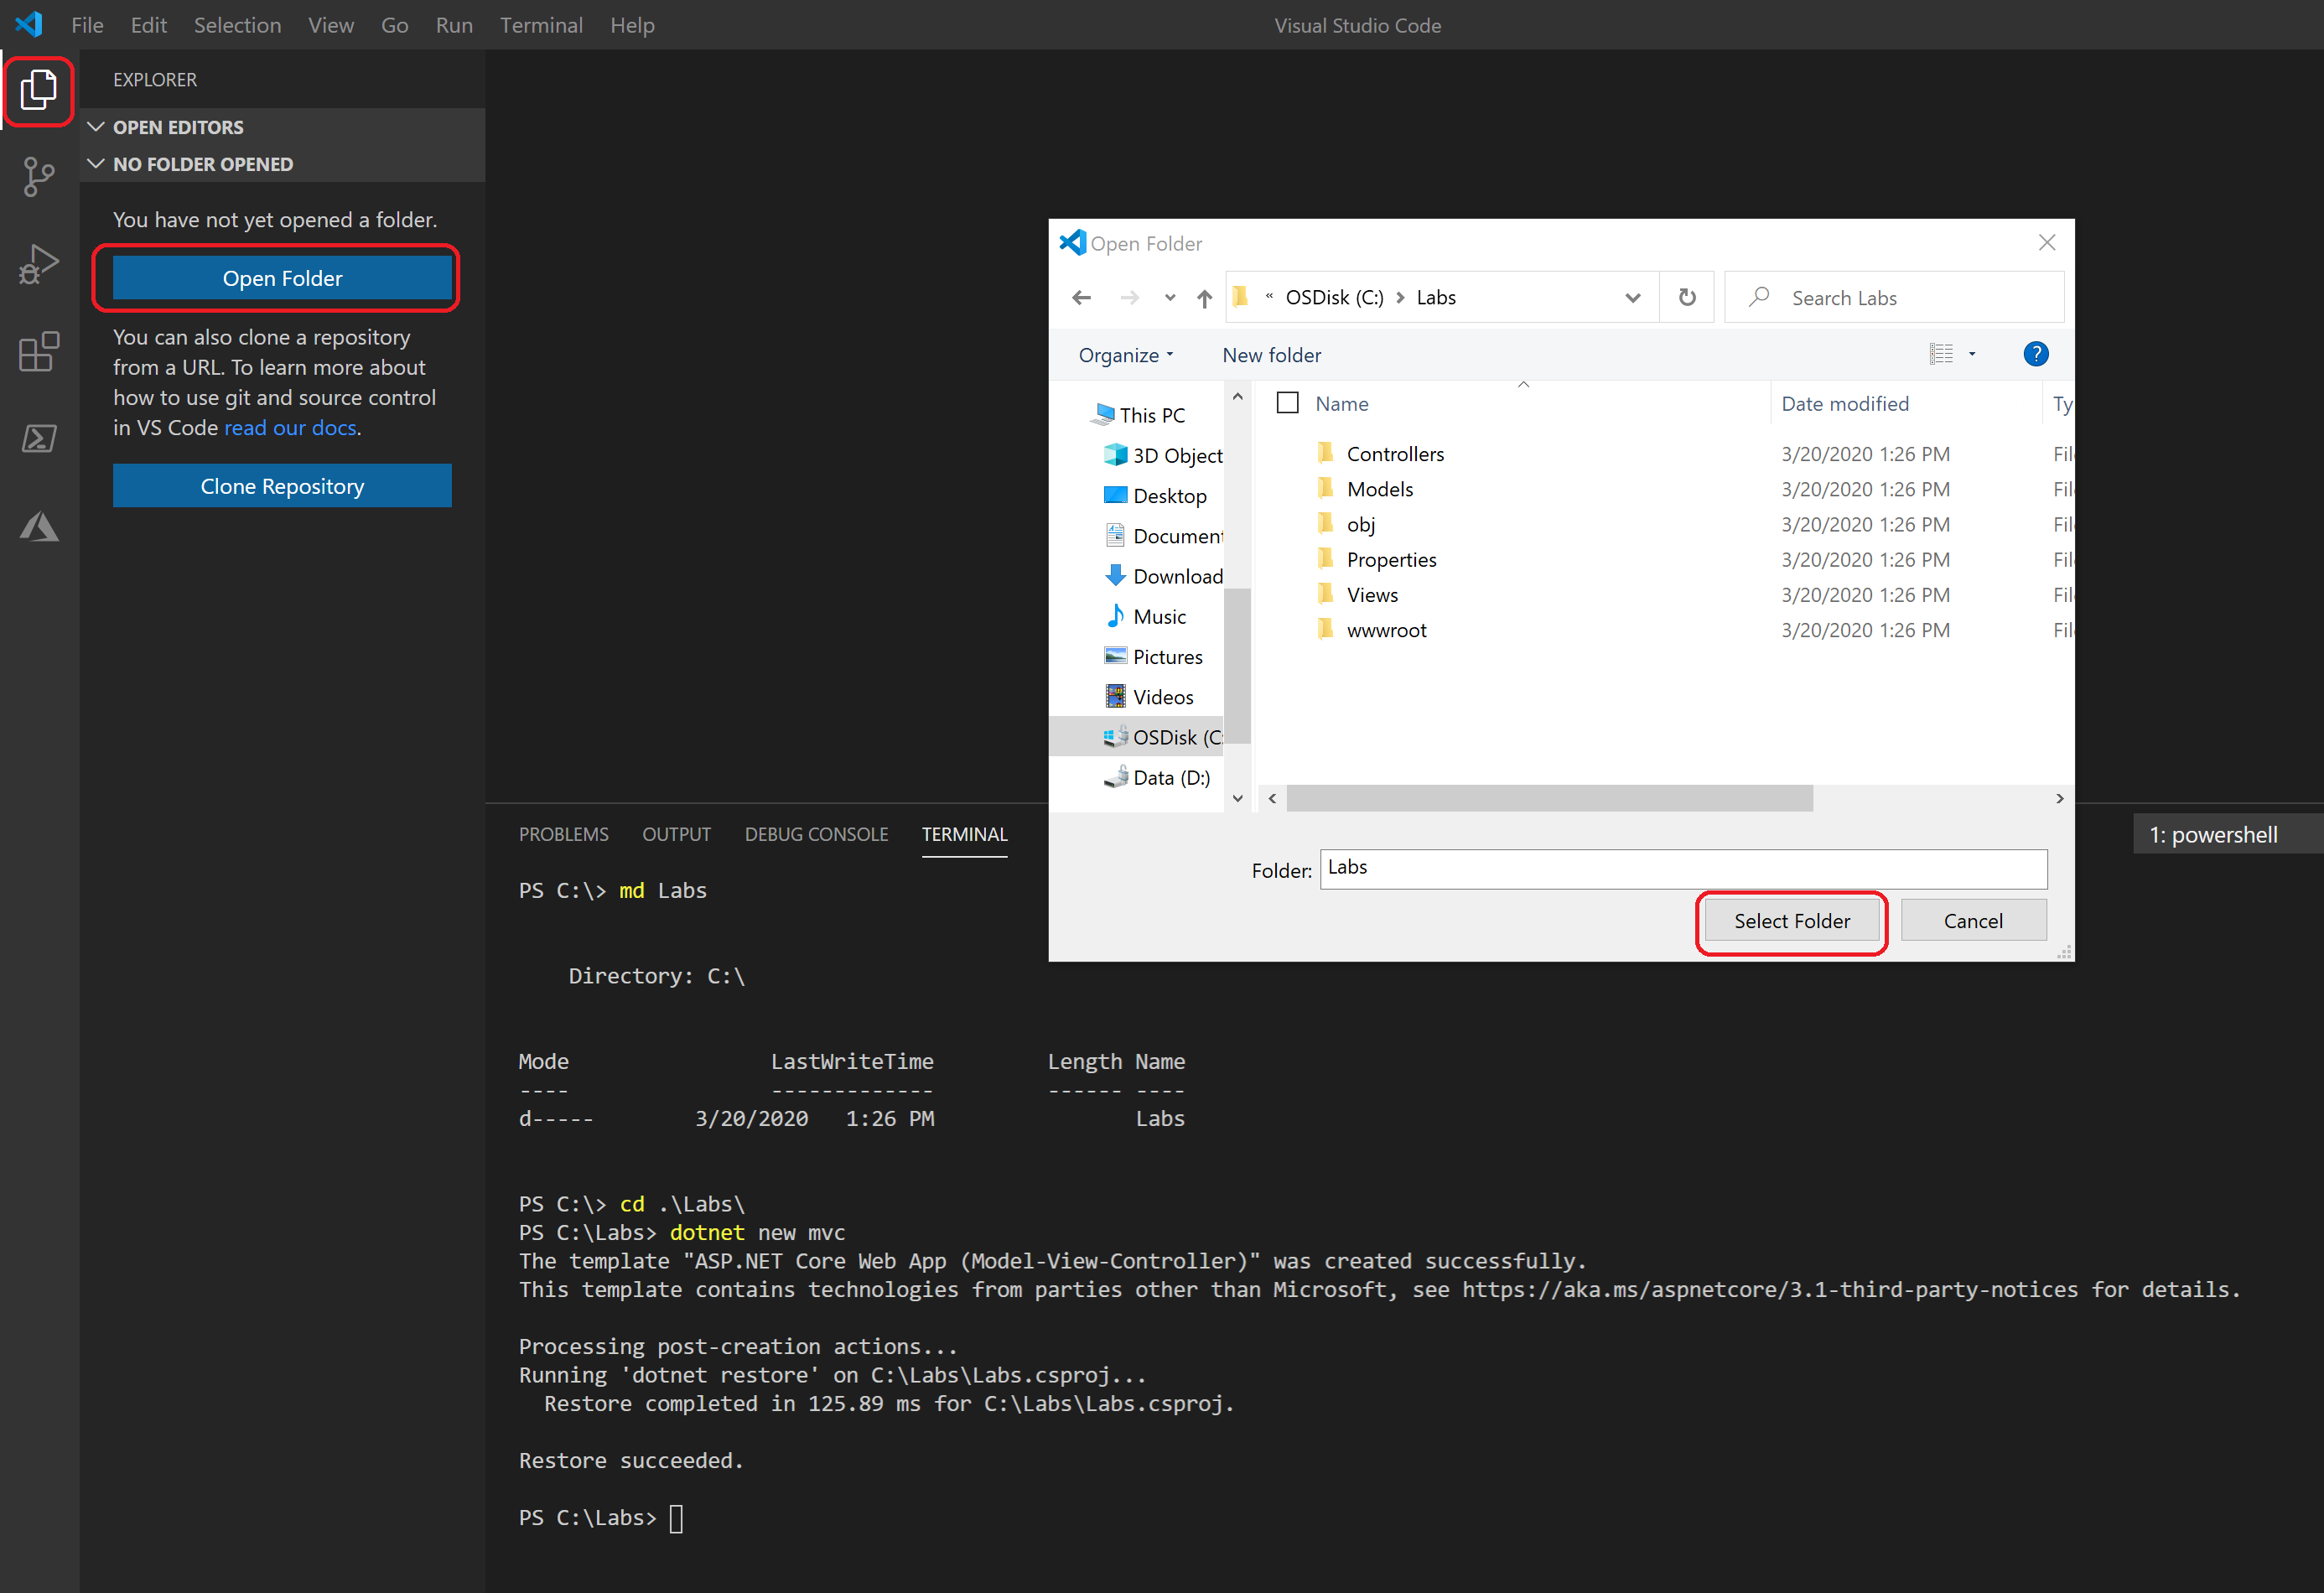 File Edit Selection View Go Run Terminal Help
Visual Studio Code
EXPLORER
OPEN EDITORS
NO FOLDER OPENED
You have not yet opened a folder.
Open Folder
You can also clone a repository
from a URL. To learn more about
how to use git and source control
in VS Code read our docs.
Clone Repository
Open Folder
« OSDisk (C:) > Labs
Search Labs
Organize
New folder
?
This PC
3D Object
Desktop
Document
Download
Music
Pictures
Videos
OSDisk (C:
Data (D:)
Name Date modified Ty
Controllers 3/20/2020 1:26 PM Fil
Models 3/20/2020 1:26 PM Fil
obj 3/20/2020 1:26 PM Fil
Properties 3/20/2020 1:26 PM Fil
Views 3/20/2020 1:26 PM Fil
wwwroot 3/20/2020 1:26 PM Fil
Folder: Labs
Select Folder
Cancel
PROBLEMS OUTPUT DEBUG CONSOLE TERMINAL
1: powershell
PS C:\> md Labs
Directory: C:\
Mode LastWriteTime Length Name
---- ------------- ------ ----
d----- 3/20/2020 1:26 PM Labs
PS C:\> cd .\Labs\
PS C:\Labs> dotnet new mvc
The template "ASP.NET Core Web App (Model-View-Controller)" was created successfully.
This template contains technologies from parties other than Microsoft, see https://aka.ms/aspnetcore/3.1-third-party-notices for details.
Processing post-creation actions...
Running 'dotnet restore' on C:\Labs\Labs.csproj...
Restore completed in 125.89 ms for C:\Labs\Labs.csproj.
Restore succeeded.
PS C:\Labs>